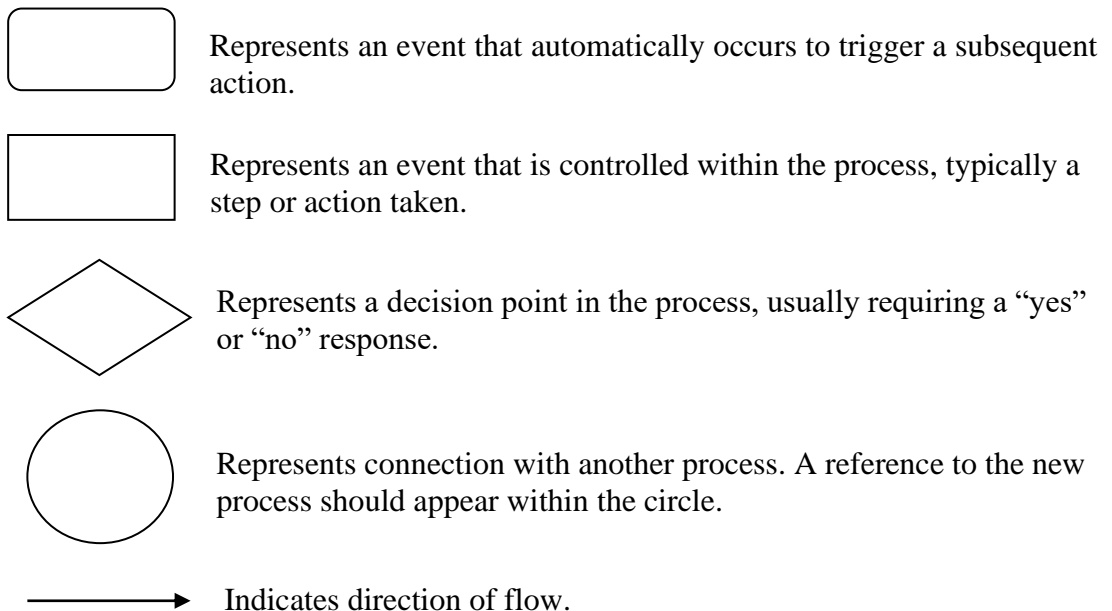 Represents an event that automatically occurs to trigger a subsequent
action.
Represents an event that is controlled within the process, typically a
step or action taken.
Represents a decision point in the process, usually requiring a “yes”
or “no” response.
Represents connection with another process. A reference to the new
process should appear within the circle.
Indicates direction of flow.